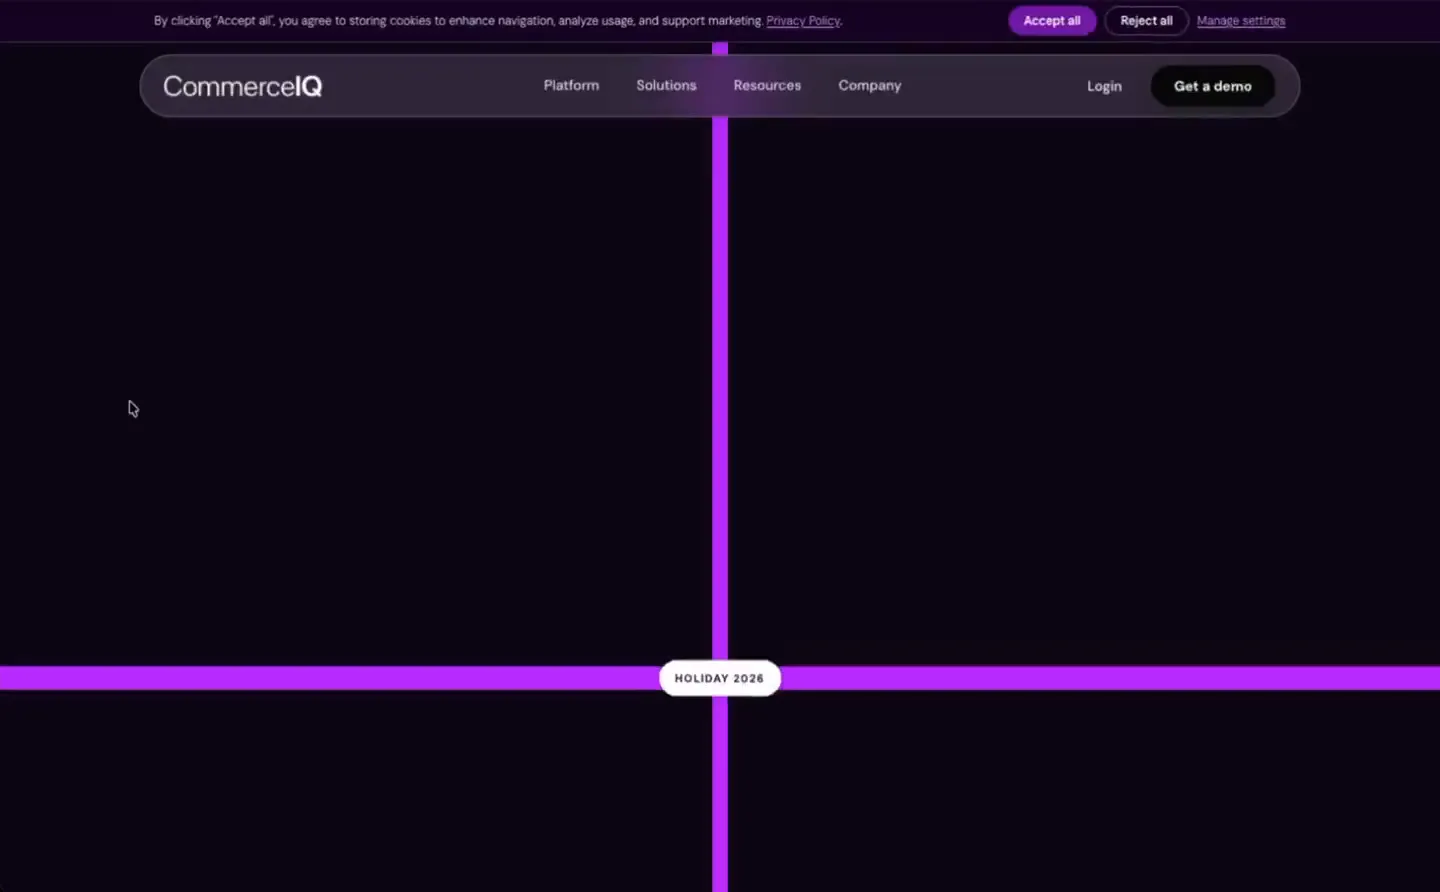 By clicking "Accept all", you agree to storing cookies to enhance navigation, analyze usage, and support marketing. Privacy Policy.
Accept all
Reject all
Manage settings
CommerceIQ
Platform
Solutions
Resources
Company
Login
Get a demo
HOLIDAY 2026